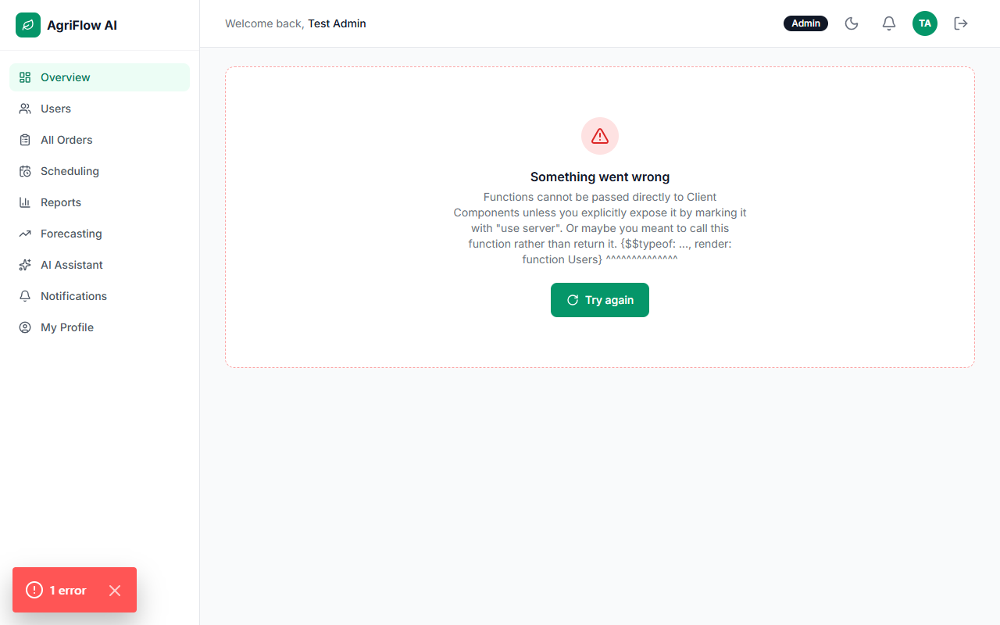 AgriFlow AI
Welcome back, Test Admin
Admin
TA
Overview
Users
All Orders
Scheduling
Reports
Forecasting
AI Assistant
Notifications
My Profile
Something went wrong
Functions cannot be passed directly to Client
Components unless you explicitly expose it by marking it
with "use server". Or maybe you meant to call this
function rather than return it. {$$typeof: ..., render:
function Users} ^^^^^^^^^^^^^^
Try again
1 error